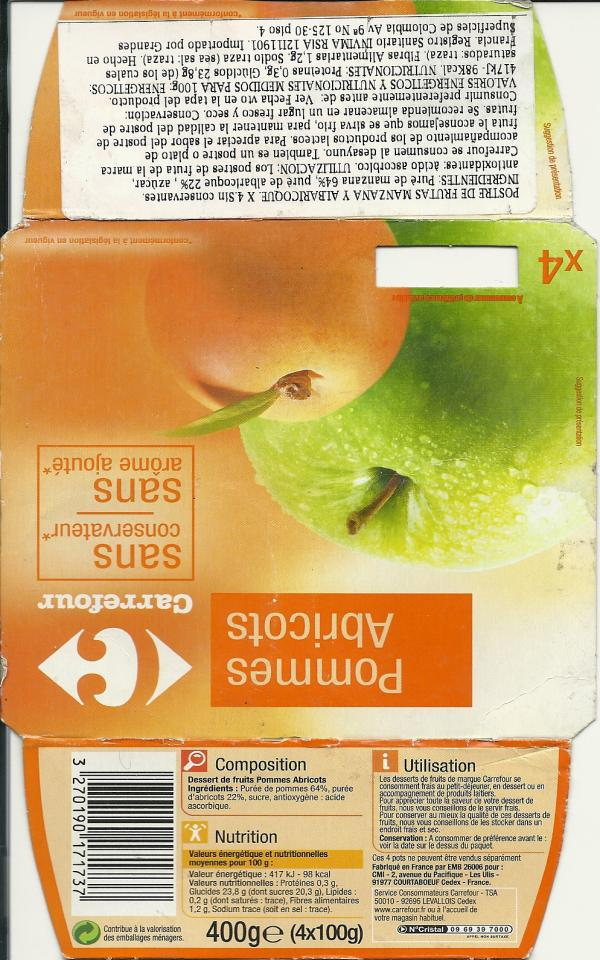 POSTRE DE FRUTAS MANZANA Y ALBARICOQUE X 4 Sin conservantes.
INGREDIENTES: Puré de manzana 64%, puré de albaricoque 22% , azúcar,
antioxidantes: ácido ascórbico. UTILIZACION: Los postres de fruta de la marca
Carrefour se consumen al desayuno. Tambien es un postre o plato de
acompañamiento de los productos lacteos. Para apreciar el sabor del postre de
fruta le aconsejamos que se sirva frio, para mantener la calidad del postre de
frutas. Se recomienda almacenar en un lugar fresco y seco. Conservación:
Consumir preferentemente antes de: Ver Fecha vto en la tapa del producto.
VALORES ENERGETICOS Y NUTRICIONALES MEDIDOS PARA 100g: ENERGETICOS:
417KJ- 98Kcal. NUTRICIONALES: Proteinas 0,3g, Glúcidos 23,8g (de los cuales
saturados: traza). Fibras Alimentarias 1,2g. Sodio traza (sea sal: traza). Hecho en
Francia. Registro Sanitario INVIMA RSIA 12I11901. Importado por Grandes
Superficies de Colombia Av 9ª No 125-30 piso 4.
*conformément à la législation en vigueur
Suggestion de présentation
Pommes
Abricots
Carrefour
sans
conservateur*
sans
arôme ajouté*
Suggestion de présentation
x4
À consommer de préférence avant le
*conformément à la législation en vigueur
3 270190 171737
Contribue à la valorisation
des emballages ménagers.
Composition
Dessert de fruits Pommes Abricots
Ingrédients : Purée de pommes 64%, purée
d'abricots 22%, sucre, antioxygène : acide
ascorbique.
Nutrition
Valeurs énergétique et nutritionnelles
moyennes pour 100 g :
Valeur énergétique : 417 kJ - 98 kcal
Valeurs nutritionnelles : Protéines 0,3 g,
Glucides 23,8 g (dont sucres 20,3 g), Lipides :
0,2 g (dont saturés : trace), Fibres alimentaires
1,2 g, Sodium trace (soit en sel : trace).
400g e (4x100g)
i Utilisation
Les desserts de fruits de marque Carrefour se
consomment frais au petit-déjeuner, en dessert ou en
accompagnement de produits laitiers.
Pour apprécier toute la saveur de votre dessert de
fruits, nous vous conseillons de le servir frais.
Pour conserver au mieux la qualité de ces desserts de
fruits, nous vous conseillons de les stocker dans un
endroit frais et sec.
Conservation : A consommer de préférence avant le :
voir la date sur le dessus du paquet.
Ces 4 pots ne peuvent être vendus séparément
Fabriqué en France par EMB 26006 pour :
CMI - 2, avenue du Pacifique - Les Ulis -
91977 COURTABOEUF Cedex - France.
Service Consommateurs Carrefour - TSA
50010 - 92695 LEVALLOIS Cedex
www.carrefour.fr ou à l'accueil de
votre magasin habituel.
N°Cristal 09 69 39 7000
APPEL NON SURTAXE